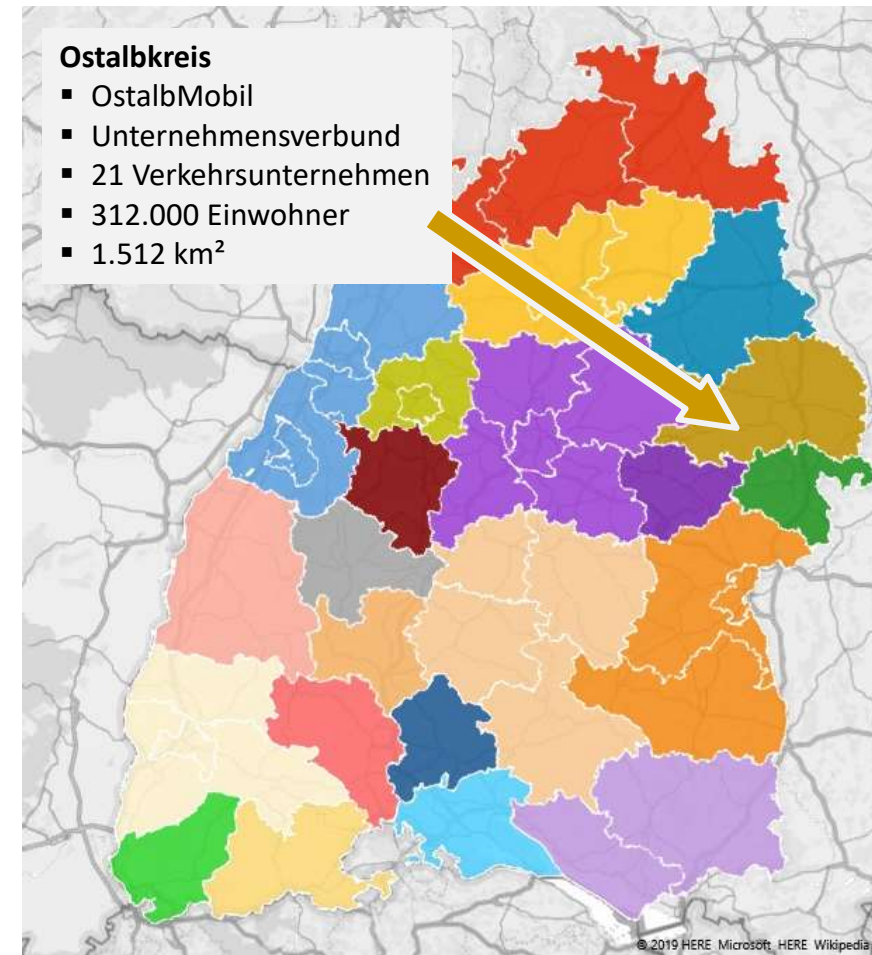 Ostalbkreis
▪ OstalbMobil
▪ Unternehmensverbund
▪ 21 Verkehrsunternehmen
▪ 312.000 Einwohner
▪ 1.512 km²
© 2019 HERE Microsoft HERE Wikipedia